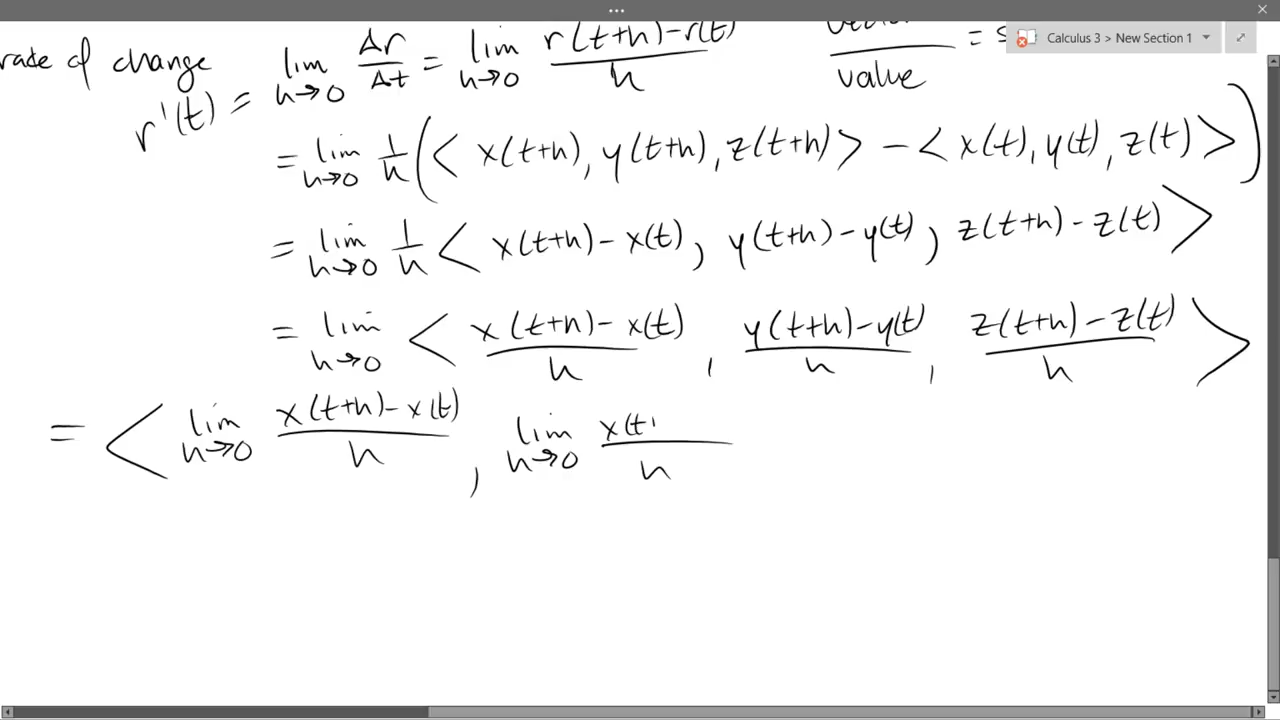 Calculus 3 > New Section 1
rate of change lim h→0 Δr/Δt = lim h→0 r(t+h)-r(t)/h /value =
r'(t) =
= lim h→0 1/h (< x(t+h), y(t+h), z(t+h) > - < x(t), y(t), z(t) >)
= lim h→0 1/h < x(t+h) - x(t), y(t+h) - y(t), z(t+h) - z(t) >
= lim h→0 < x(t+h) - x(t)/h, y(t+h) - y(t)/h, z(t+h) - z(t)/h >
= < lim h→0 x(t+h) - x(t)/h, lim h→0 x(t/h